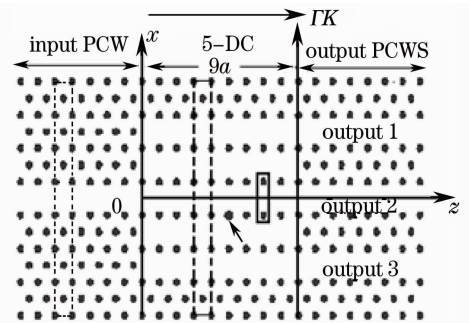 ΓK
input PCW
x
5-DC
9a
output PCWS
output 1
0
output 2
z
output 3